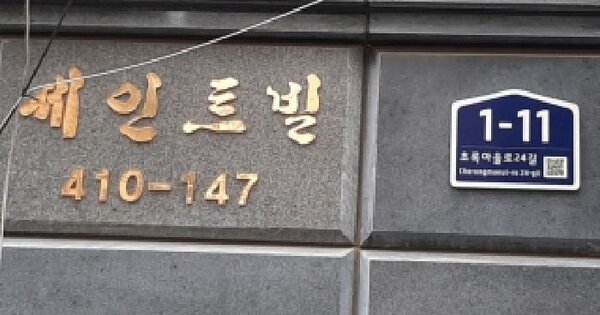 쎄인트빌
410-147
1-11
초록마을로24길
Chorongmaeul-ro 24-gil